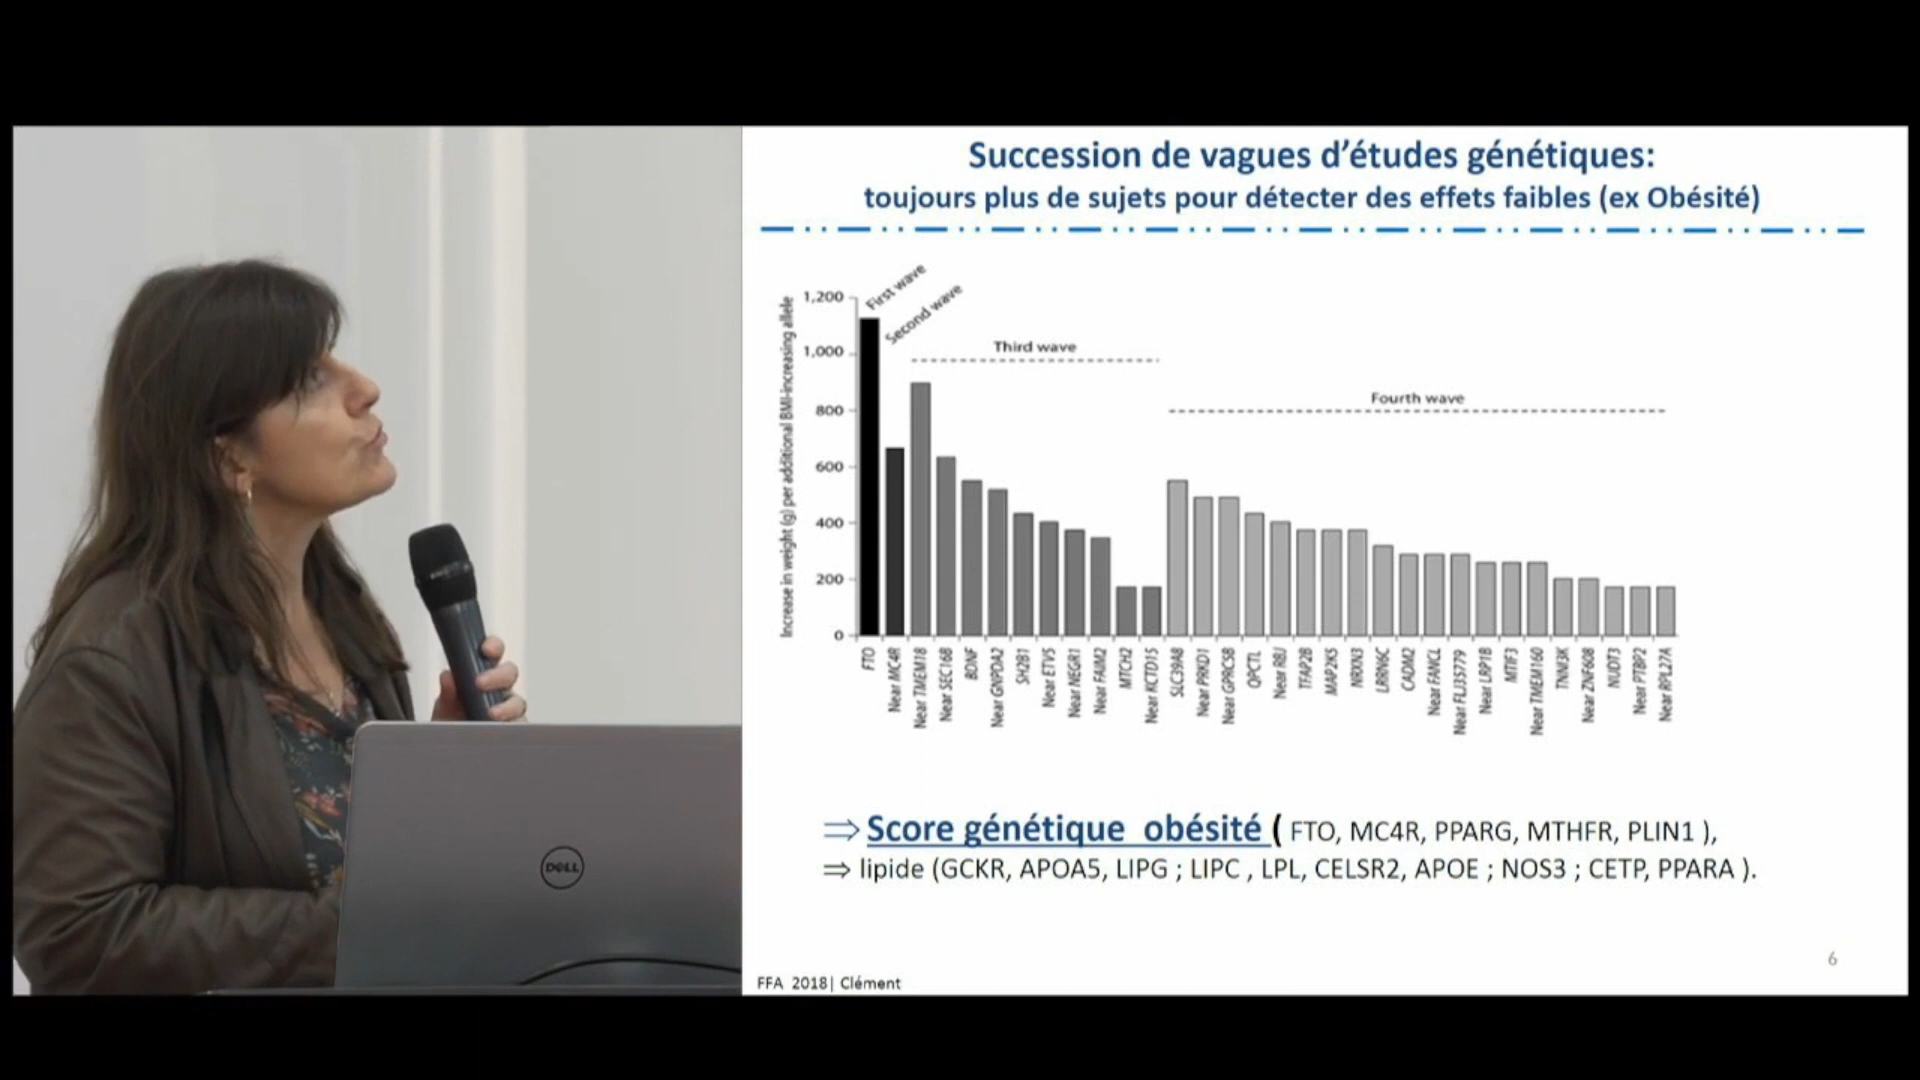 Succession de vagues d’études génétiques:
toujours plus de sujets pour détecter des effets faibles (ex Obésité)
Increase in weight (g) per additional BMI-increasing allele
1,200
1,000
800
600
400
200
0
First wave
Second wave
Third wave
Fourth wave
FTO
Near MC4R
Near TMEM18
Near SEC16B
BDNF
Near GNPDA2
SH2B1
Near ETV5
Near NEGR1
Near FAIM2
MTCH2
Near KCTD15
SLC39A8
Near PRKD1
Near GPRC5B
QPCTL
Near RBJ
TFAP2B
MAP2K5
NRXN3
LRRN6C
CADM2
Near FANCL
Near FLJ35779
Near LRP1B
MTIF3
Near TMEM160
TNNI3K
Near ZNF608
NUDT3
Near PTBP2
Near RPL27A
⇒ Score génétique obésité ( FTO, MC4R, PPARG, MTHFR, PLIN1 ),
⇒ lipide (GCKR, APOA5, LIPG ; LIPC , LPL, CELSR2, APOE ; NOS3 ; CETP, PPARA ).
6
FFA 2018| Clément
DELL